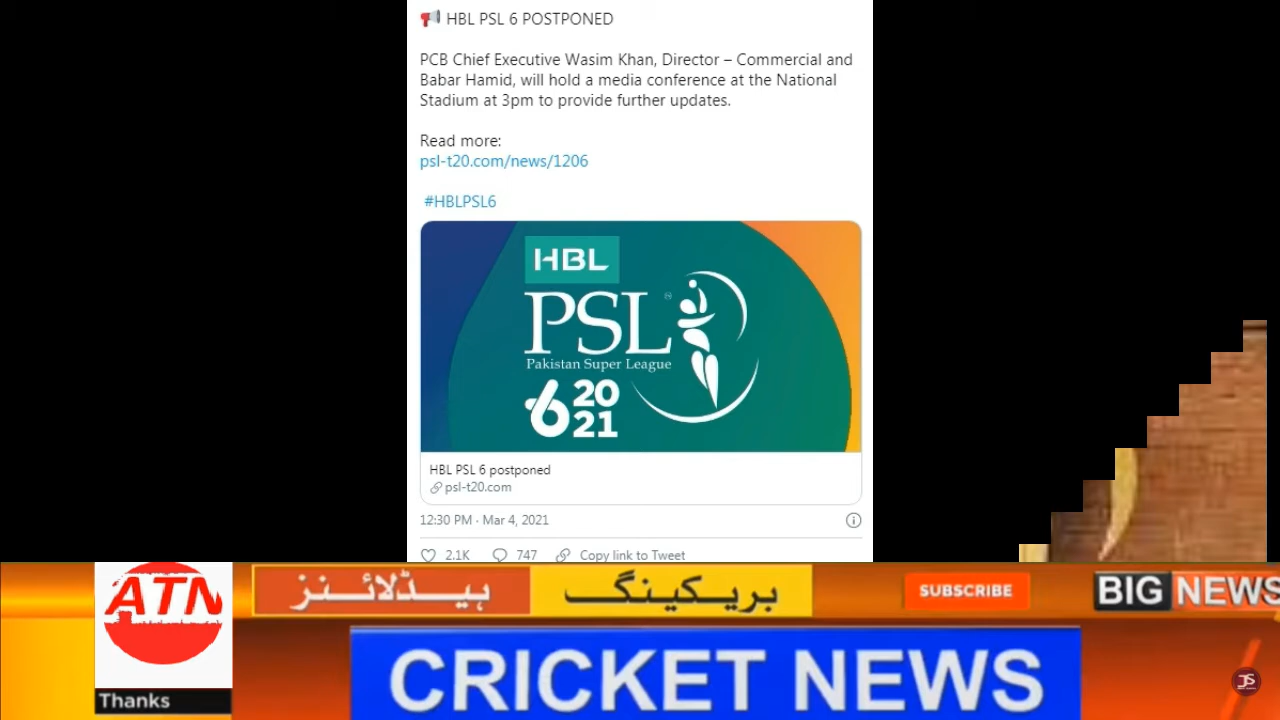 HBL PSL 6 POSTPONED
PCB Chief Executive Wasim Khan, Director – Commercial and
Babar Hamid, will hold a media conference at the National
Stadium at 3pm to provide further updates.
Read more:
psl-t20.com/news/1206
#HBLPSL6
HBL
PSL
Pakistan Super League
6 20
21
HBL PSL 6 postponed
psl-t20.com
12:30 PM · Mar 4, 2021
2.1K 747 Copy link to Tweet
ATN
Thanks
بریکینگ ہیڈلائنز
SUBSCRIBE
BIG NEWS
CRICKET NEWS
JS